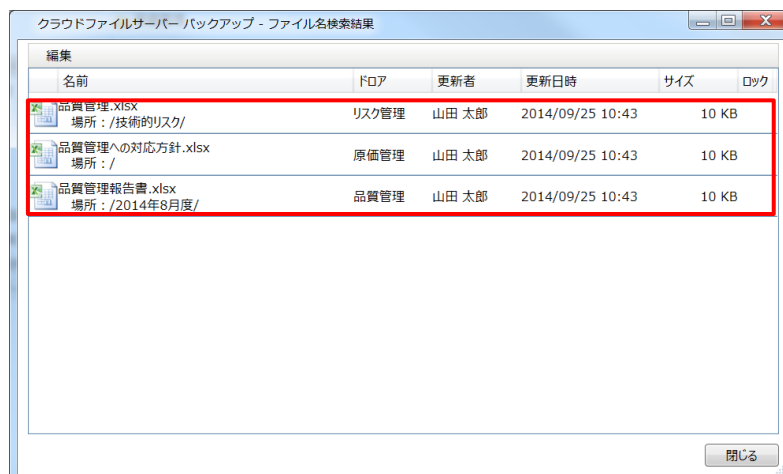 クラウドファイルサーバー バックアップ - ファイル名検索結果
編集
名前 ドロア 更新者 更新日時 サイズ ロック
品質管理.xlsx
場所：/技術的リスク/
リスク管理 山田 太郎 2014/09/25 10:43 10 KB
品質管理への対応方針.xlsx
場所：/
原価管理 山田 太郎 2014/09/25 10:43 10 KB
品質管理報告書.xlsx
場所：/2014年8月度/
品質管理 山田 太郎 2014/09/25 10:43 10 KB
閉じる